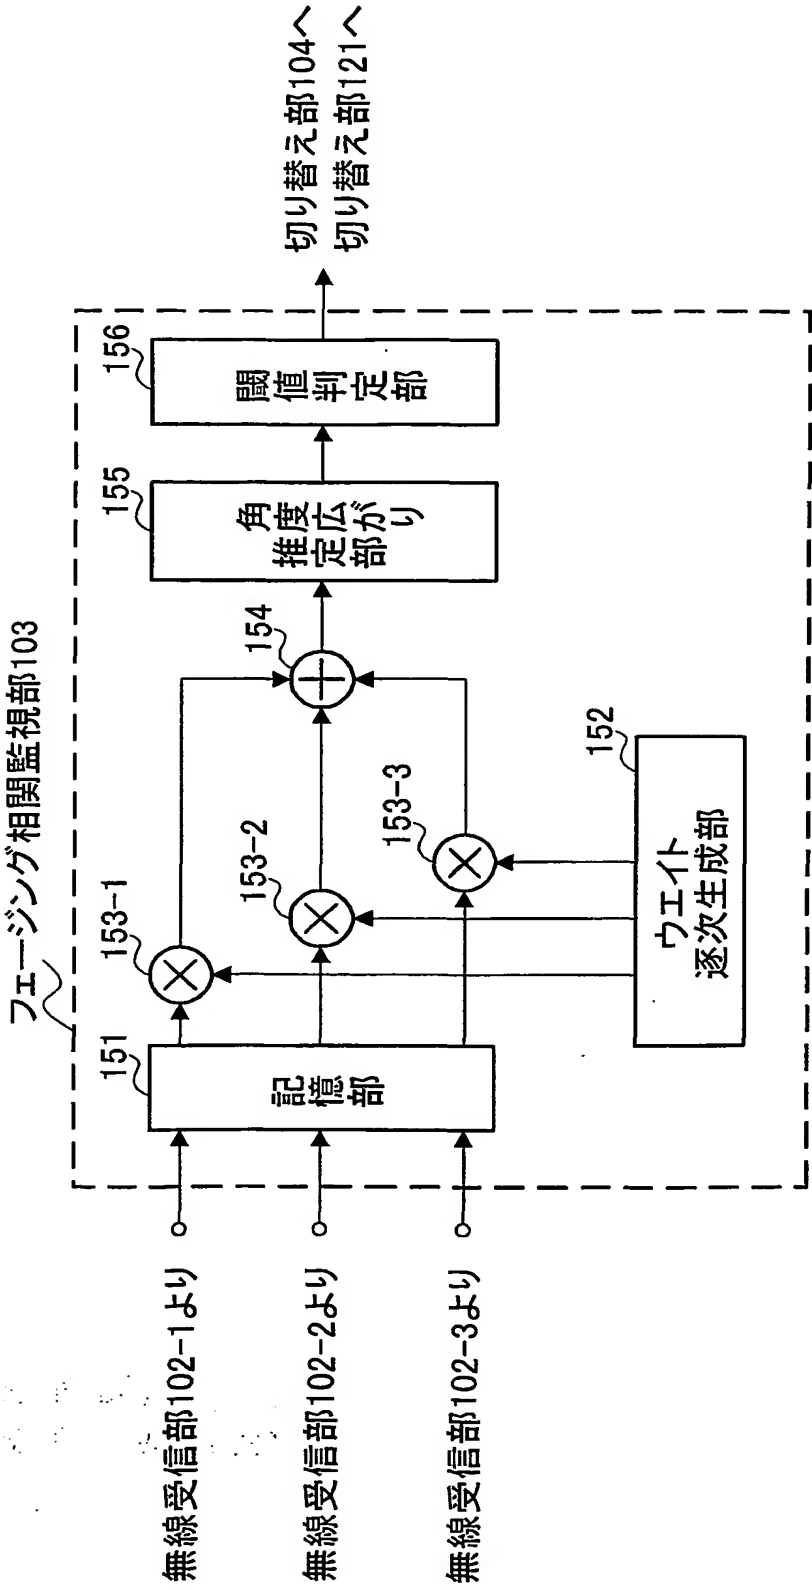 フェージング相関監視部103
無線受信部102-1より
無線受信部102-2より
無線受信部102-3より
151
記憶部
153-1
153-2
153-3
152
ウエイト
逐次生成部
154
155
角度広がり
推定部
156
閾値判定部
切り替え部104へ
切り替え部121へ